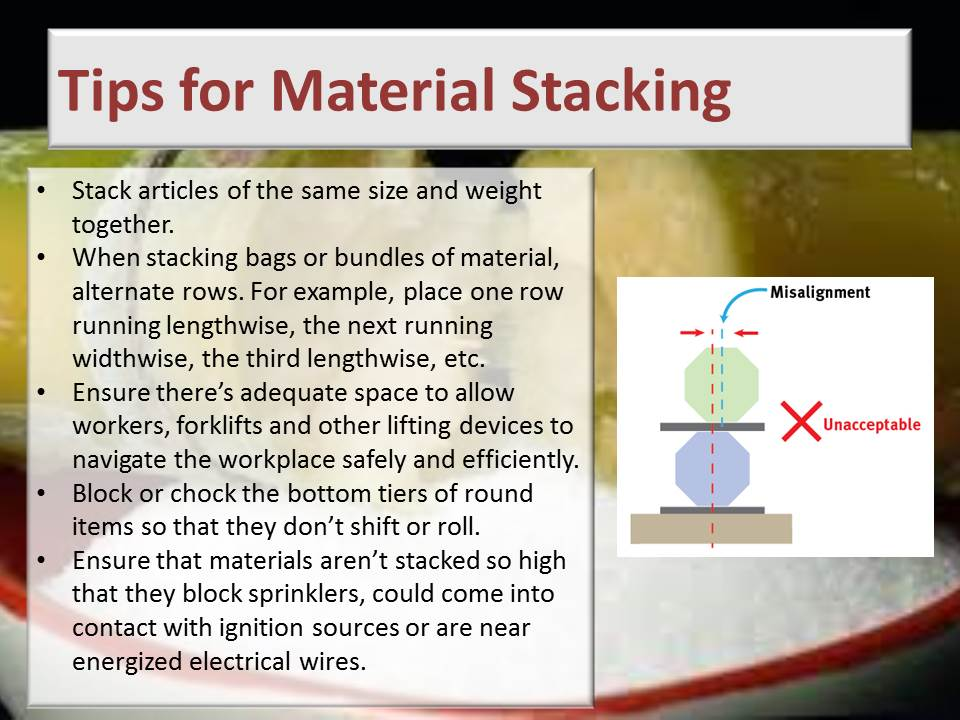 Tips for Material Stacking
• Stack articles of the same size and weight
together.
• When stacking bags or bundles of material,
alternate rows. For example, place one row
running lengthwise, the next running
widthwise, the third lengthwise, etc.
• Ensure there’s adequate space to allow
workers, forklifts and other lifting devices to
navigate the workplace safely and efficiently.
• Block or chock the bottom tiers of round
items so that they don’t shift or roll.
• Ensure that materials aren’t stacked so high
that they block sprinklers, could come into
contact with ignition sources or are near
energized electrical wires.
Misalignment
Unacceptable